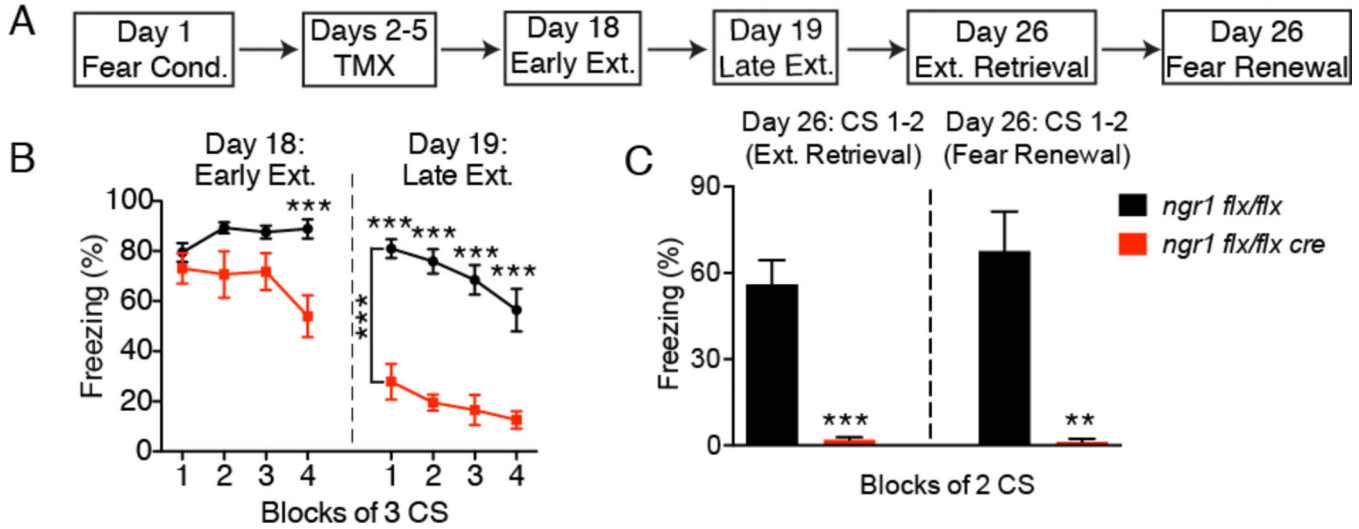 A
Day 1
Fear Cond.
Days 2-5
TMX
Day 18
Early Ext.
Day 19
Late Ext.
Day 26
Ext. Retrieval
Day 26
Fear Renewal
B
Day 18:
Early Ext.
Day 19:
Late Ext.
Freezing (%)
100
80
60
40
20
0
***
***
***
***
***
***
1 2 3 4
1 2 3 4
Blocks of 3 CS
C
Day 26: CS 1-2
(Ext. Retrieval)
Day 26: CS 1-2
(Fear Renewal)
Freezing (%)
90
60
30
0
***
**
Blocks of 2 CS
ngr1 flx/flx
ngr1 flx/flx cre